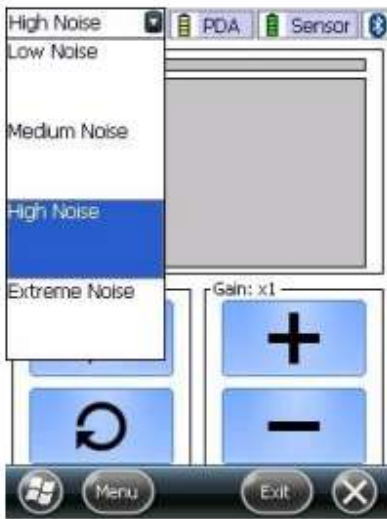 High Noise PDA Sensor
Low Noise
Medium Noise
High Noise
Extreme Noise
Gain: x1
Menu Exit